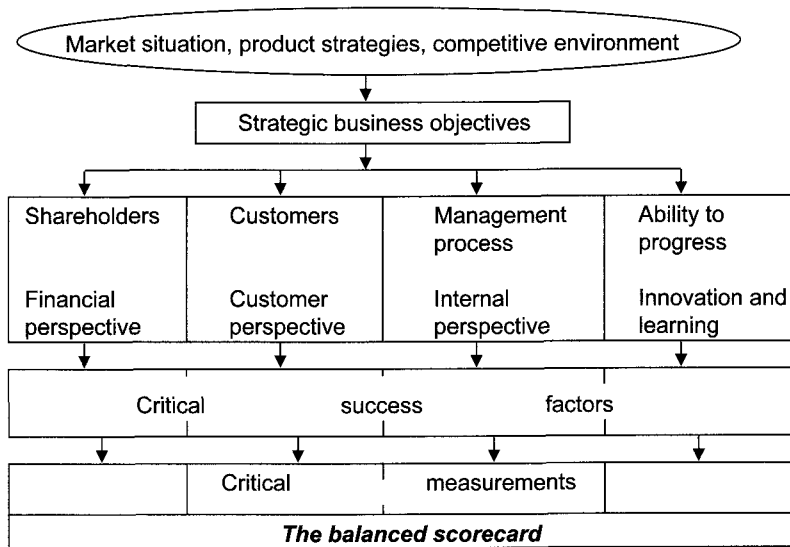 Market situation, product strategies, competitive environment
Strategic business objectives
Shareholders
Financial
perspective
Customers
Customer
perspective
Management
process
Internal
perspective
Ability to
progress
Innovation and
learning
Critical success factors
Critical measurements
The balanced scorecard